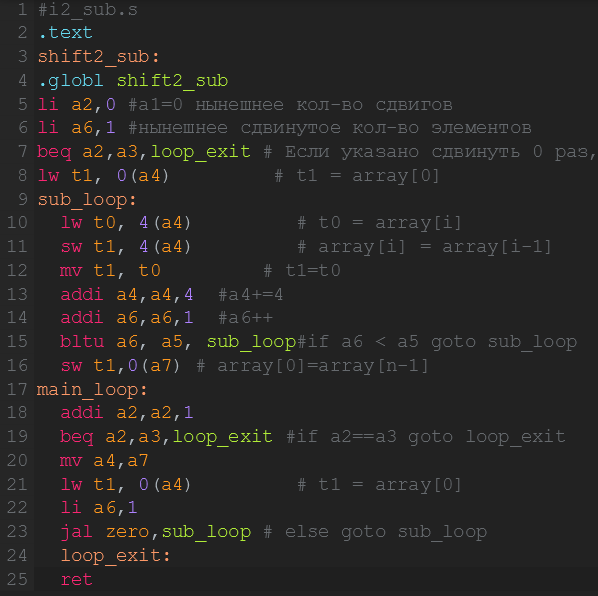 1 #i2_sub.s
2 .text
3 shift2_sub:
4 .globl shift2_sub
5 li a2,0 #a1=0 нынешнее кол-во сдвигов
6 li a6,1 #нынешнее сдвинутое кол-во элементов
7 beq a2,a3,loop_exit # Если указано сдвинуть 0 раз,
8 lw t1, 0(a4)         # t1 = array[0]
9 sub_loop:
10   lw t0, 4(a4)         # t0 = array[i]
11   sw t1, 4(a4)         # array[i] = array[i-1]
12   mv t1, t0         # t1=t0
13   addi a4,a4,4  #a4+=4
14   addi a6,a6,1  #a6++
15   bltu a6, a5, sub_loop#if a6 < a5 goto sub_loop
16   sw t1,0(a7) # array[0]=array[n-1]
17 main_loop:
18   addi a2,a2,1
19   beq a2,a3,loop_exit #if a2==a3 goto loop_exit
20   mv a4,a7
21   lw t1, 0(a4)         # t1 = array[0]
22   li a6,1
23   jal zero,sub_loop # else goto sub_loop
24   loop_exit:
25   ret